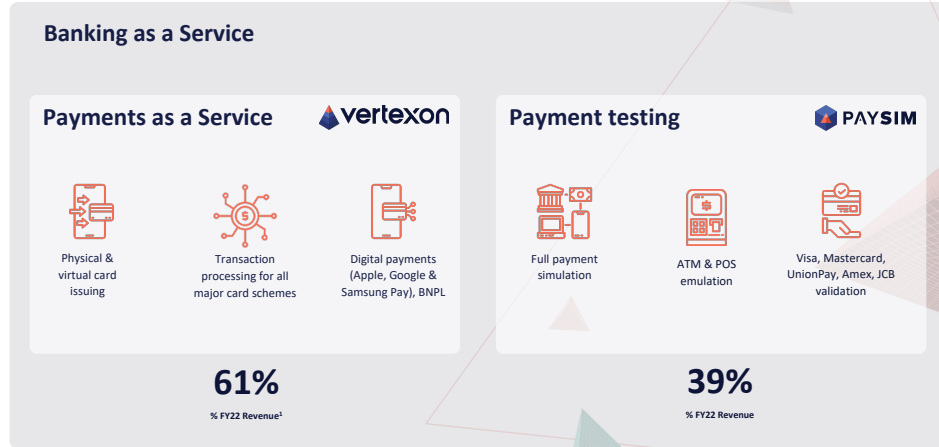 Banking as a Service
Payments as a Service
vertexon
Physical &
virtual card
issuing
Transaction
processing for all
major card schemes
Digital payments
(Apple, Google &
Samsung Pay), BNPL
61%
% FY22 Revenue¹
Payment testing
PAYSIM
Full payment
simulation
ATM & POS
emulation
Visa, Mastercard,
UnionPay, Amex, JCB
validation
39%
% FY22 Revenue